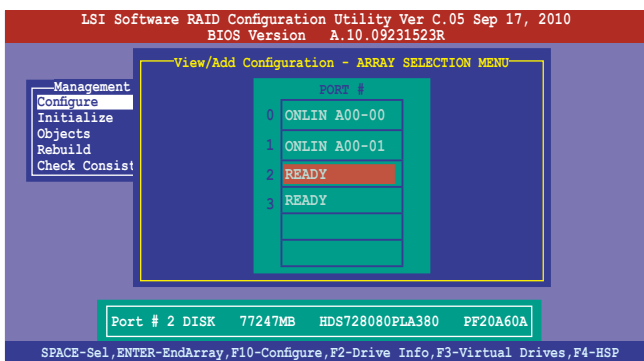 LSI Software RAID Configuration Utility Ver C.05 Sep 17, 2010
BIOS Version A.10.09231523R
View/Add Configuration - ARRAY SELECTION MENU
Management
Configure
Initialize
Objects
Rebuild
Check Consist
PORT #
0 ONLIN A00-00
1 ONLIN A00-01
2 READY
3 READY
Port # 2 DISK 77247MB HDS728080PLA380 PF20A60A
SPACE-Sel,ENTER-EndArray,F10-Configure,F2-Drive Info,F3-Virtual Drives,F4-HSP